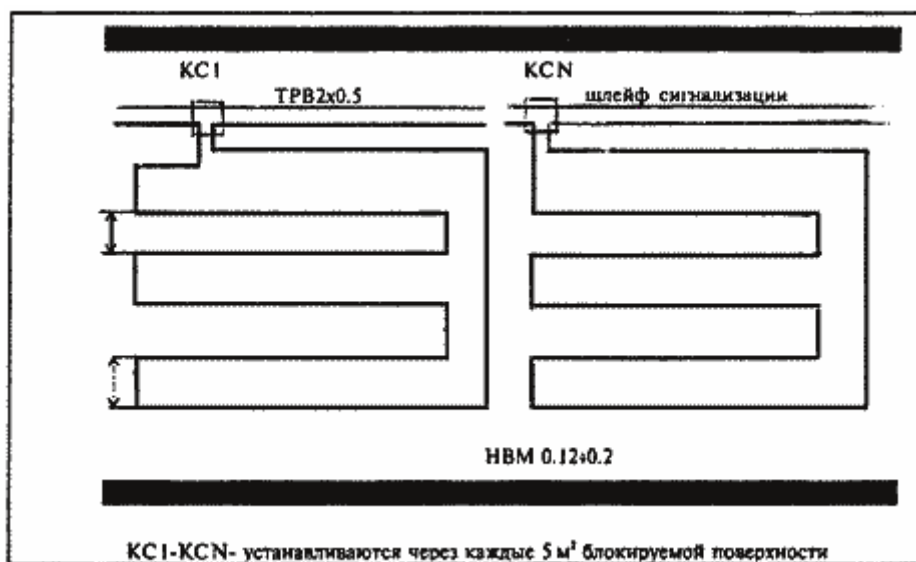 КС1 КСN
ТРВ2х0.5 шлейф сигнализации
НВМ 0.12÷0.2
КС1-КСN- устанавливаются через каждые 5 м² блокируемой поверхности